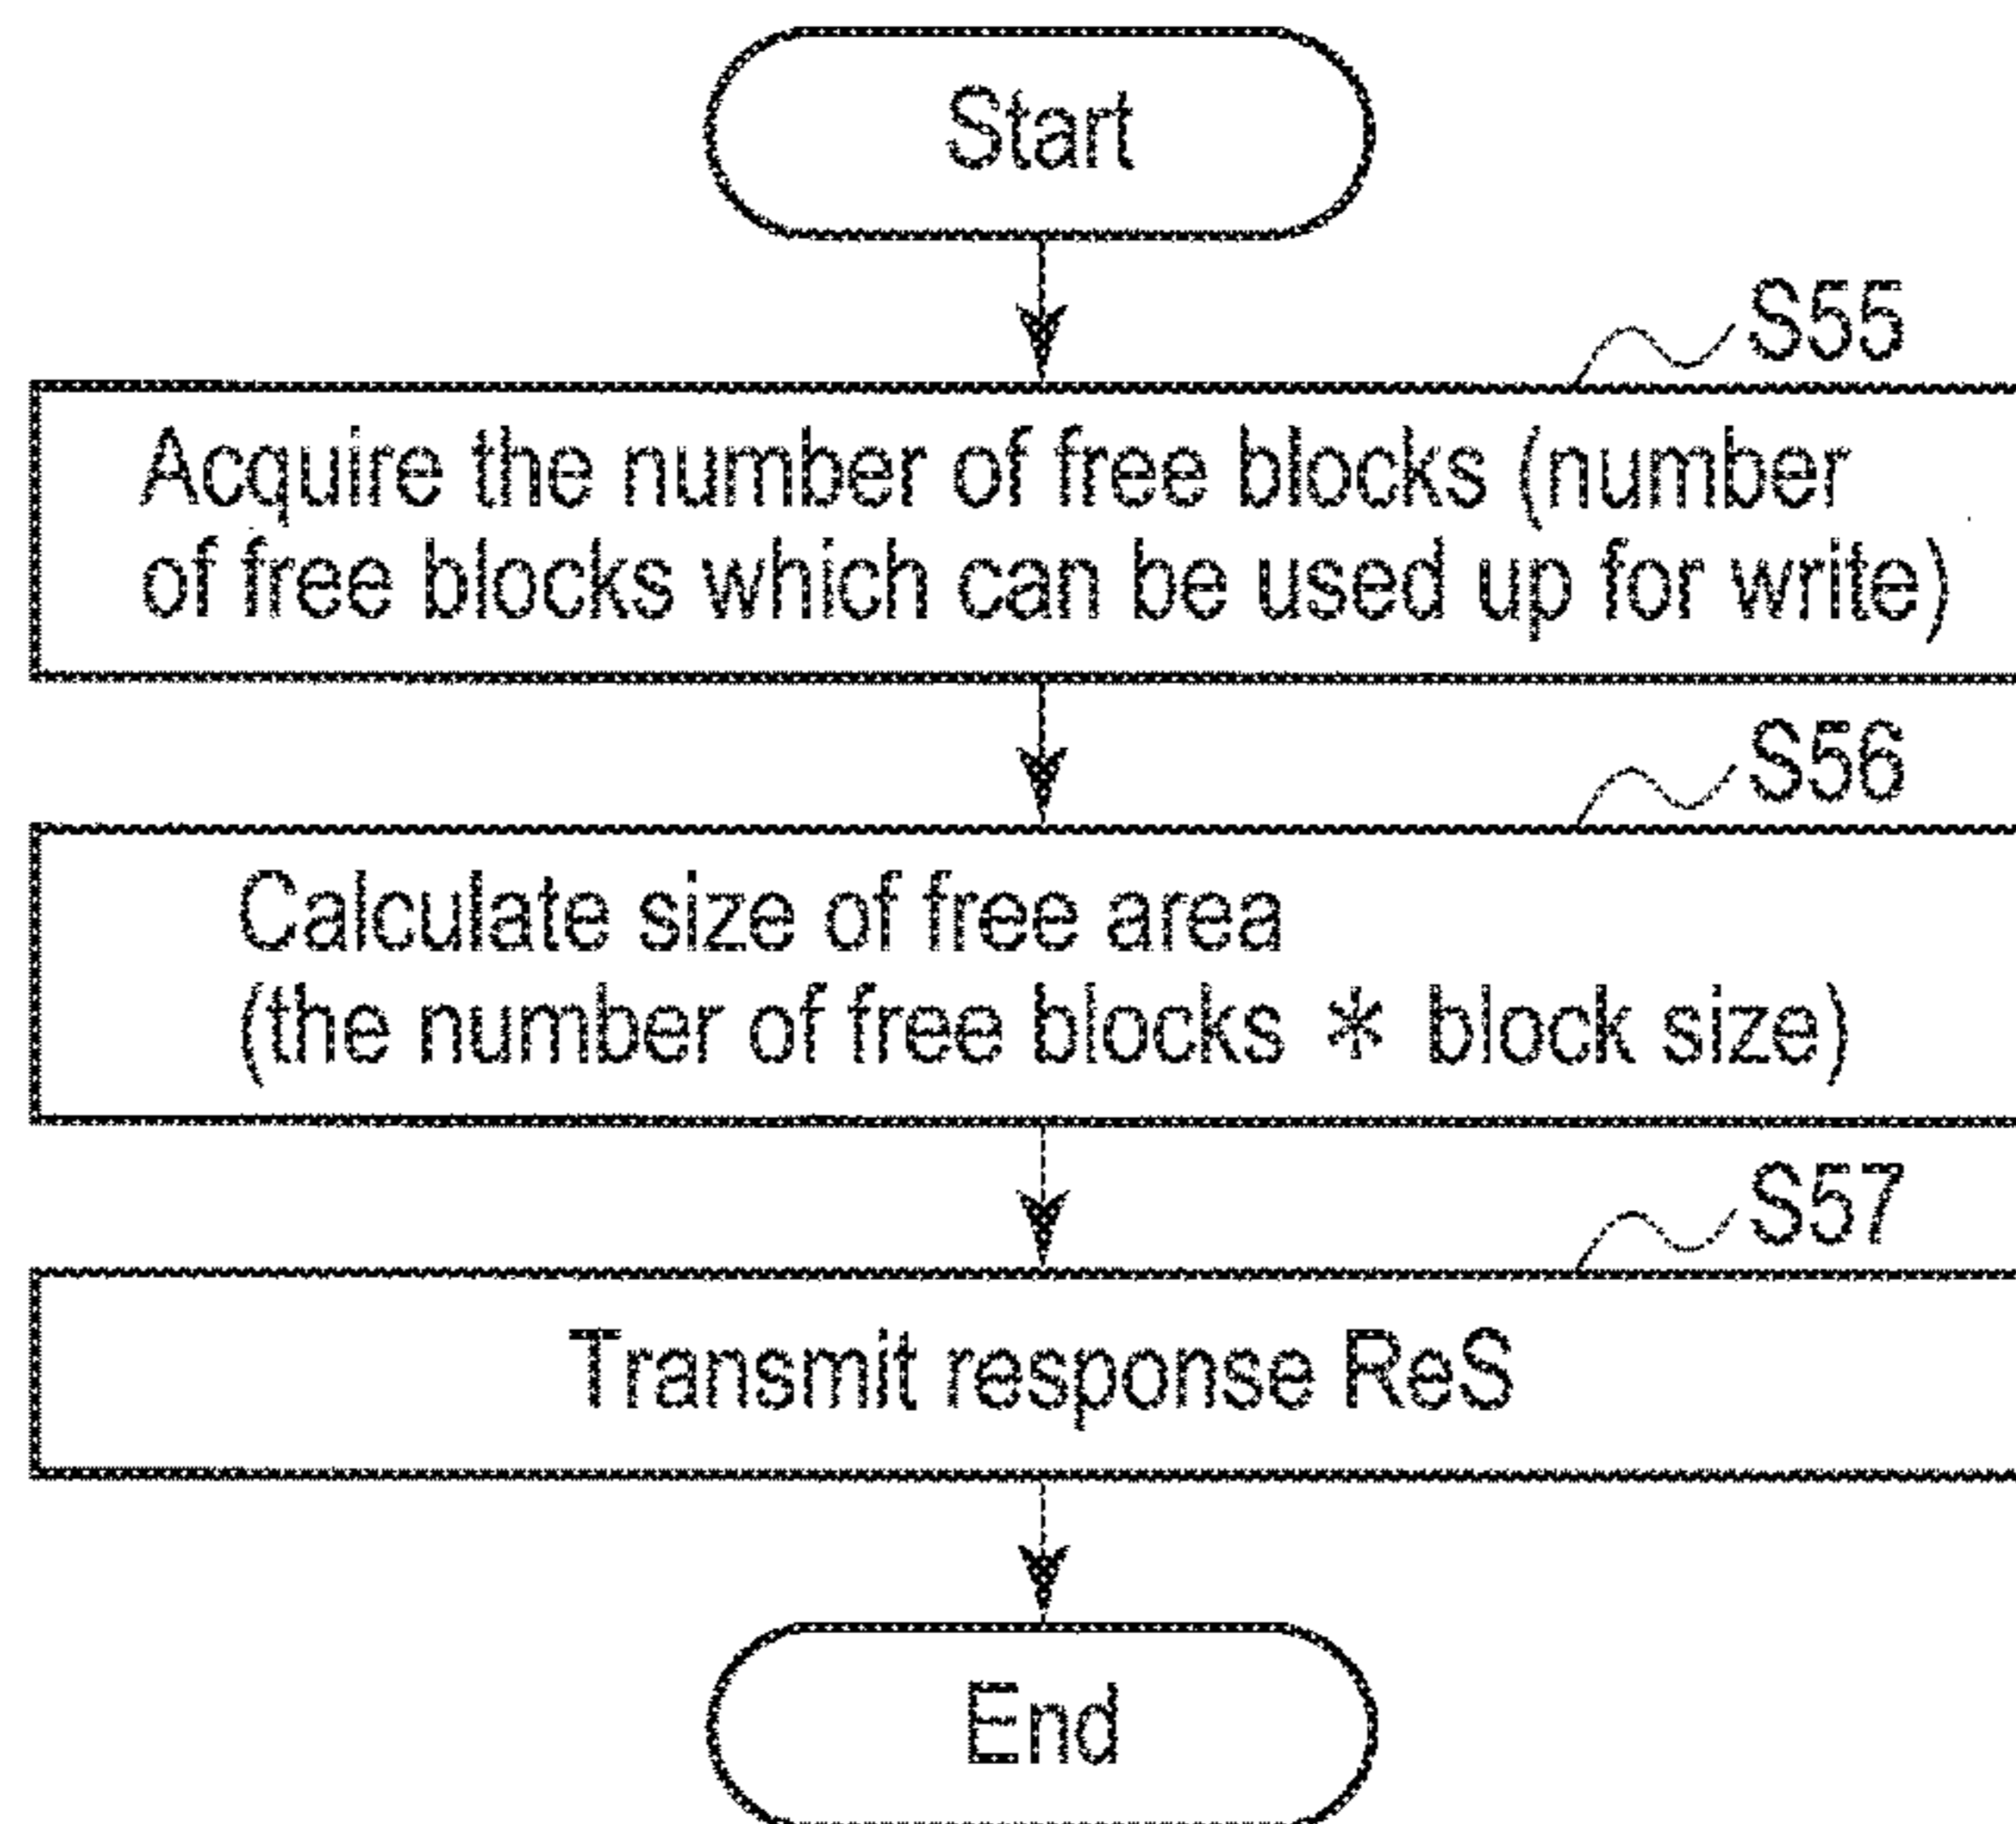 Start
S55
Acquire the number of free blocks (number
of free blocks which can be used up for write)
S56
Calculate size of free area
(the number of free blocks * block size)
S57
Transmit response ReS
End